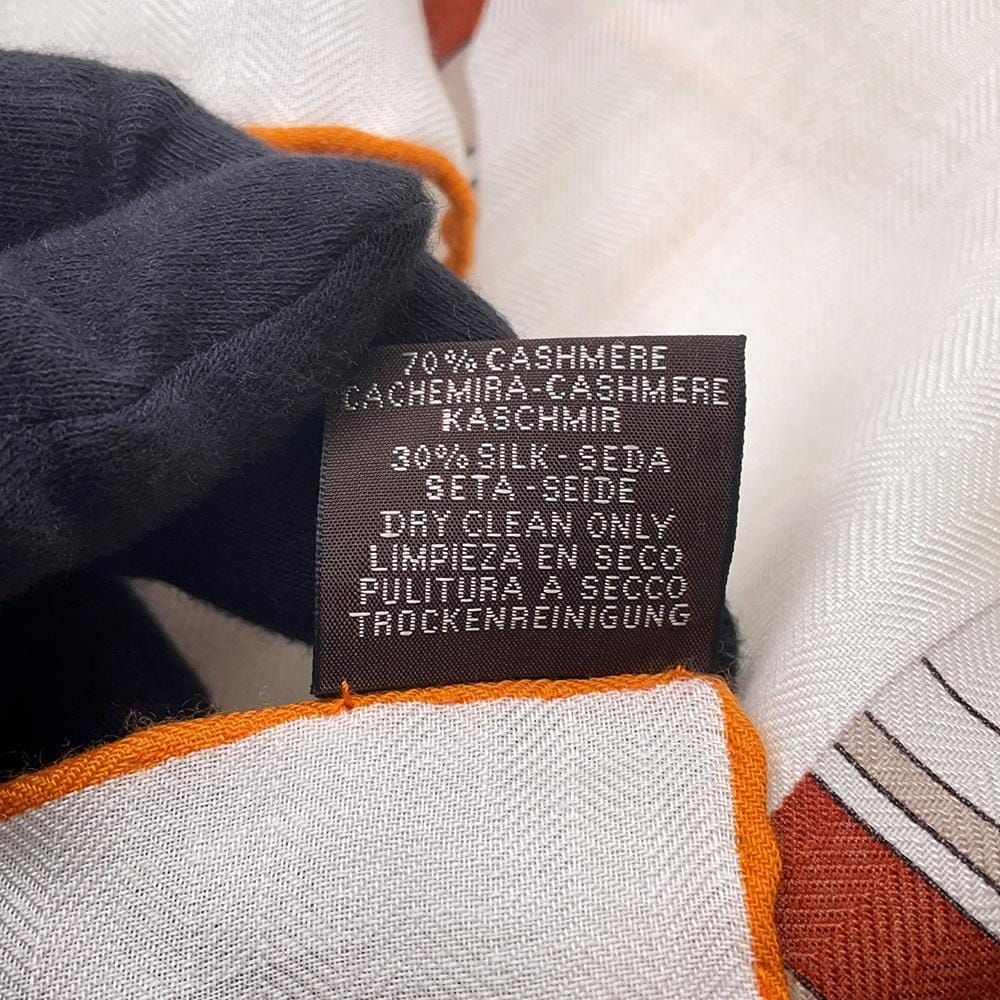 70% CASHMERE
CACHEMIRA-CASHMERE
KASCHMIR
30% SILK - SEDA
SETA - SEIDE
DRY CLEAN ONLY
LIMPIEZA EN SECO
PULITURA A SECCO
TROCKENREINIGUNG